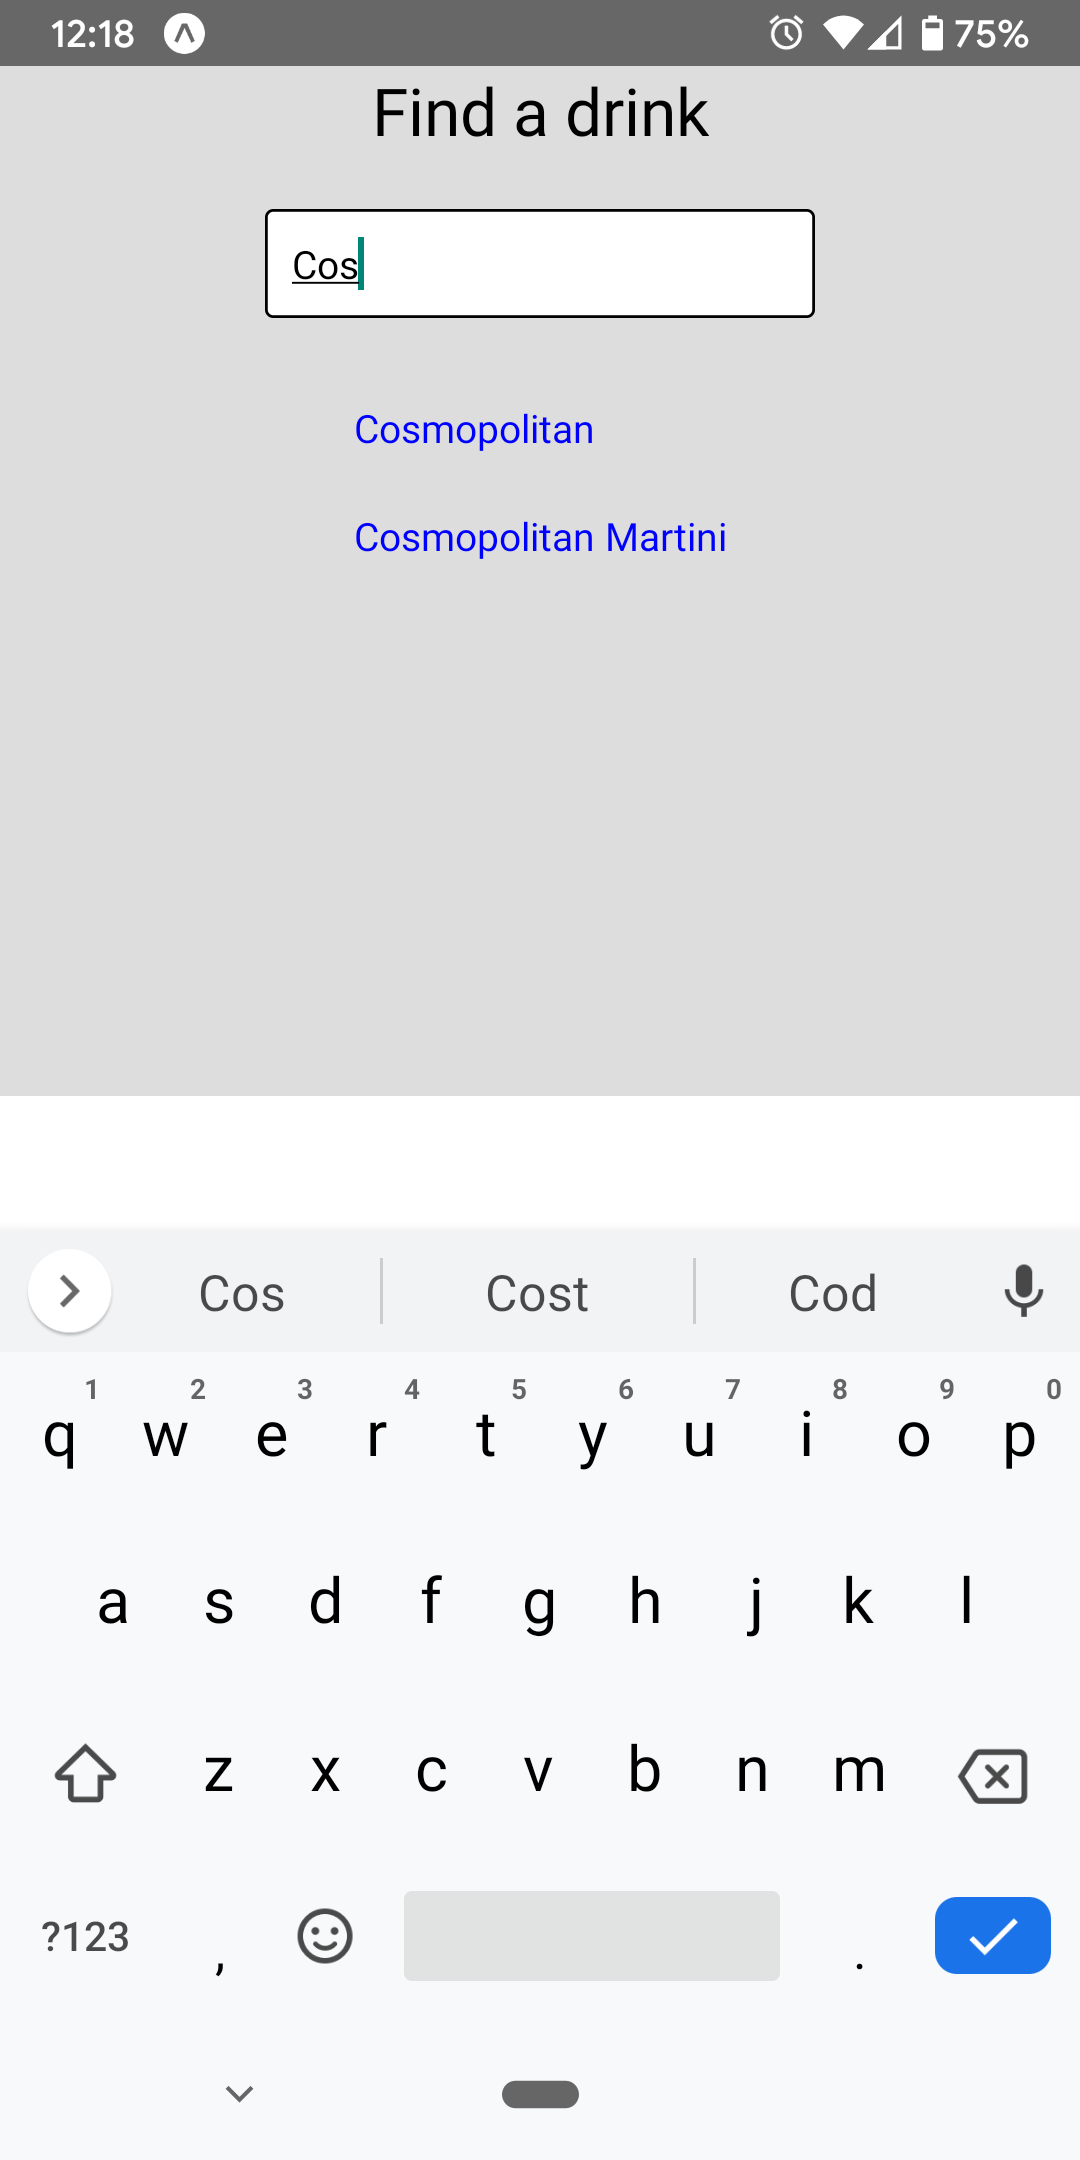 12:18 75%
Find a drink
Cos
Cosmopolitan
Cosmopolitan Martini
Cos Cost Cod
1 2 3 4 5 6 7 8 9 0
q w e r t y u i o p
a s d f g h j k l
z x c v b n m
?123 , .